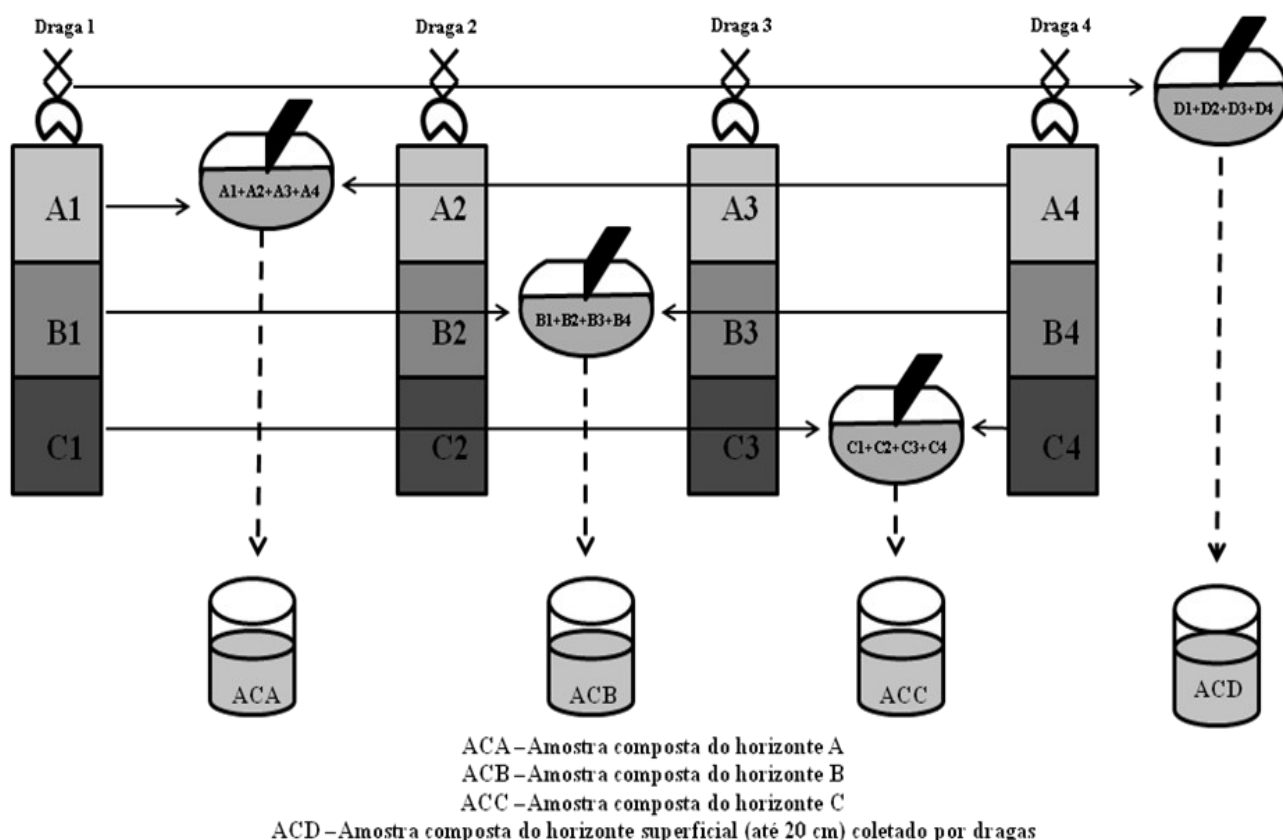 Draga 1
Draga 2
Draga 3
Draga 4
D1+D2+D3+D4
A1+A2+A3+A4
A1
A2
A3
A4
B1+B2+B3+B4
B1
B2
B3
B4
C1+C2+C3+C4
C1
C2
C3
C4
ACA
ACB
ACC
ACD
ACA –Amostra composta do horizonte A
ACB –Amostra composta do horizonte B
ACC –Amostra composta do horizonte C
ACD –Amostra composta do horizonte superficial (até 20 cm) coletado por dragas